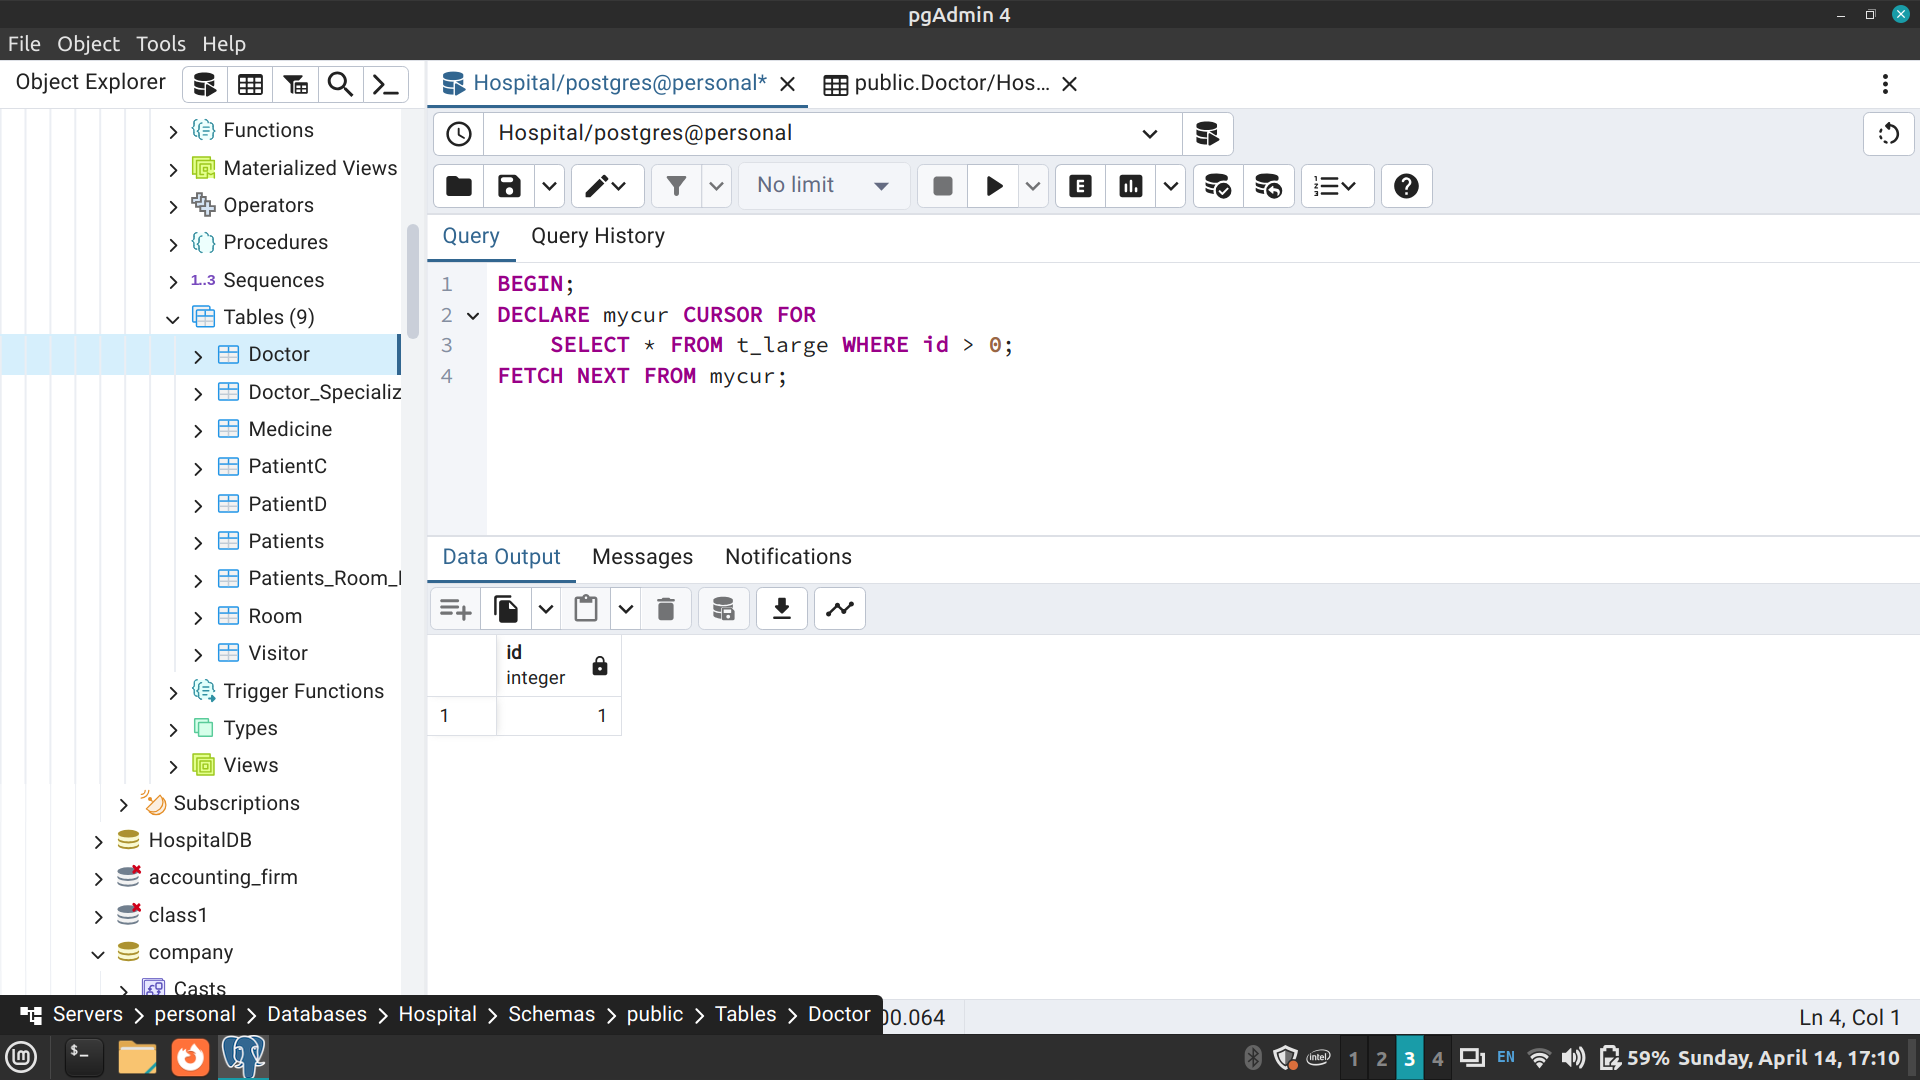 pgAdmin 4
File Object Tools Help
Object Explorer
Hospital/postgres@personal*
public.Doctor/Hos...
Hospital/postgres@personal
No limit
E
Query
Query History
1 BEGIN;
2 DECLARE mycur CURSOR FOR
3 SELECT * FROM t_large WHERE id > 0;
4 FETCH NEXT FROM mycur;
Functions
Materialized Views
Operators
Procedures
1..3 Sequences
Tables (9)
Doctor
Doctor_Specializ
Medicine
PatientC
PatientD
Patients
Patients_Room_
Room
Visitor
Trigger Functions
Types
Views
Subscriptions
HospitalDB
accounting_firm
class1
company
Casts
Data Output
Messages
Notifications
id
integer
1 1
Servers > personal > Databases > Hospital > Schemas > public > Tables > Doctor
00.064
Ln 4, Col 1
intel
1 2 3 4
EN
59%
Sunday, April 14, 17:10